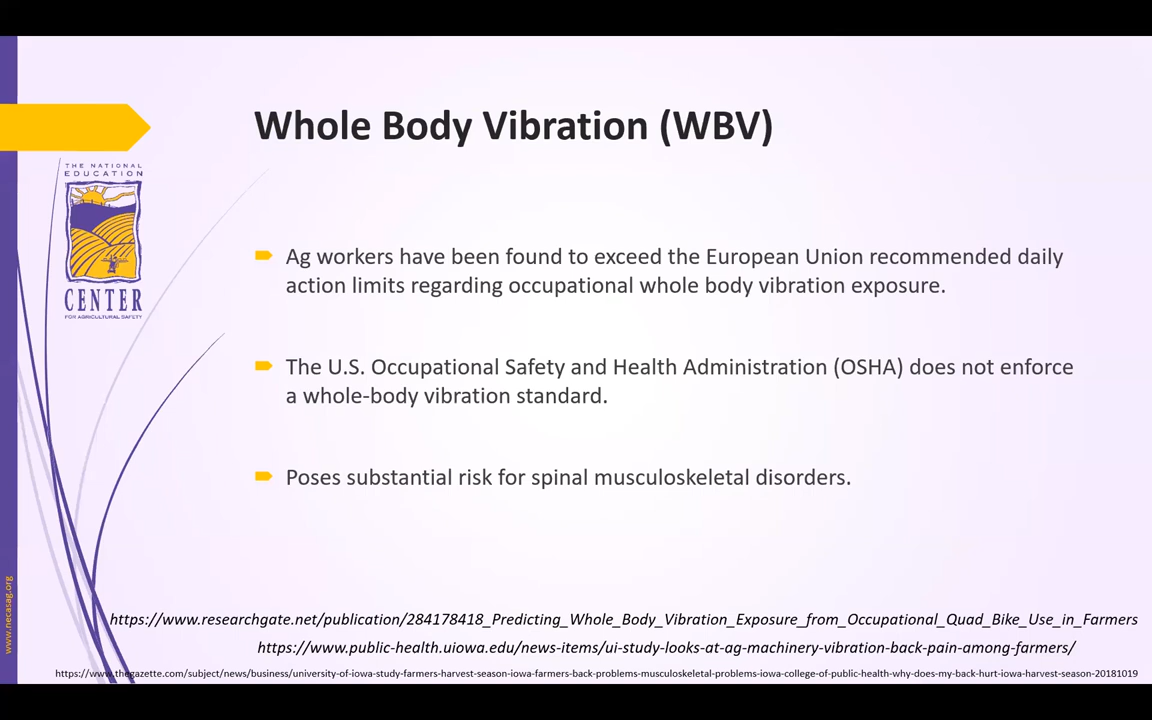 Whole Body Vibration (WBV)
THE NATIONAL
EDUCATION
CENTER
FOR AGRICULTURAL SAFETY
Ag workers have been found to exceed the European Union recommended daily
action limits regarding occupational whole body vibration exposure.
The U.S. Occupational Safety and Health Administration (OSHA) does not enforce
a whole-body vibration standard.
Poses substantial risk for spinal musculoskeletal disorders.
www.necasag.org
https://www.researchgate.net/publication/284178418_Predicting_Whole_Body_Vibration_Exposure_from_Occupational_Quad_Bike_Use_in_Farmers
https://www.public-health.uiowa.edu/news-items/ui-study-looks-at-ag-machinery-vibration-back-pain-among-farmers/
https://www.thegazette.com/subject/news/business/university-of-iowa-study-farmers-harvest-season-iowa-farmers-back-problems-musculoskeletal-problems-iowa-college-of-public-health-why-does-my-back-hurt-iowa-harvest-season-20181019